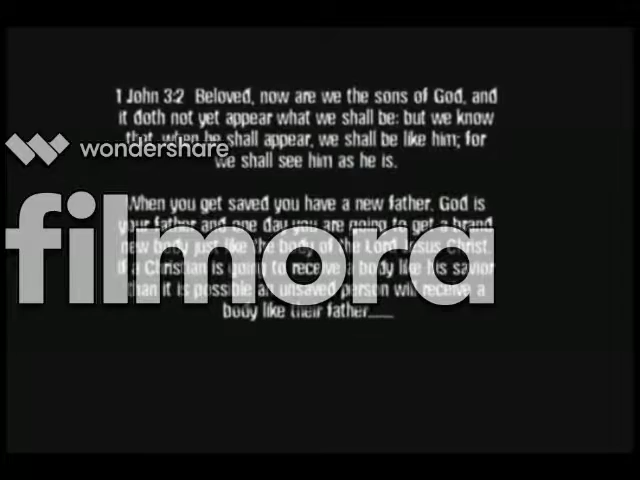 1 John 3:2 Beloved, now are we the sons of God, and
it doth not yet appear what we shall be: but we know
that, when he shall appear, we shall be like him; for
we shall see him as he is.
wondershare
filmora
When you get saved you have a new father. God is
your father and one day you are going to get a brand
new body just like the body of the Lord Jesus Christ.
If a Christian is going to receive a body like his savior
than it is possible an unsaved person will receive a
body like their father......